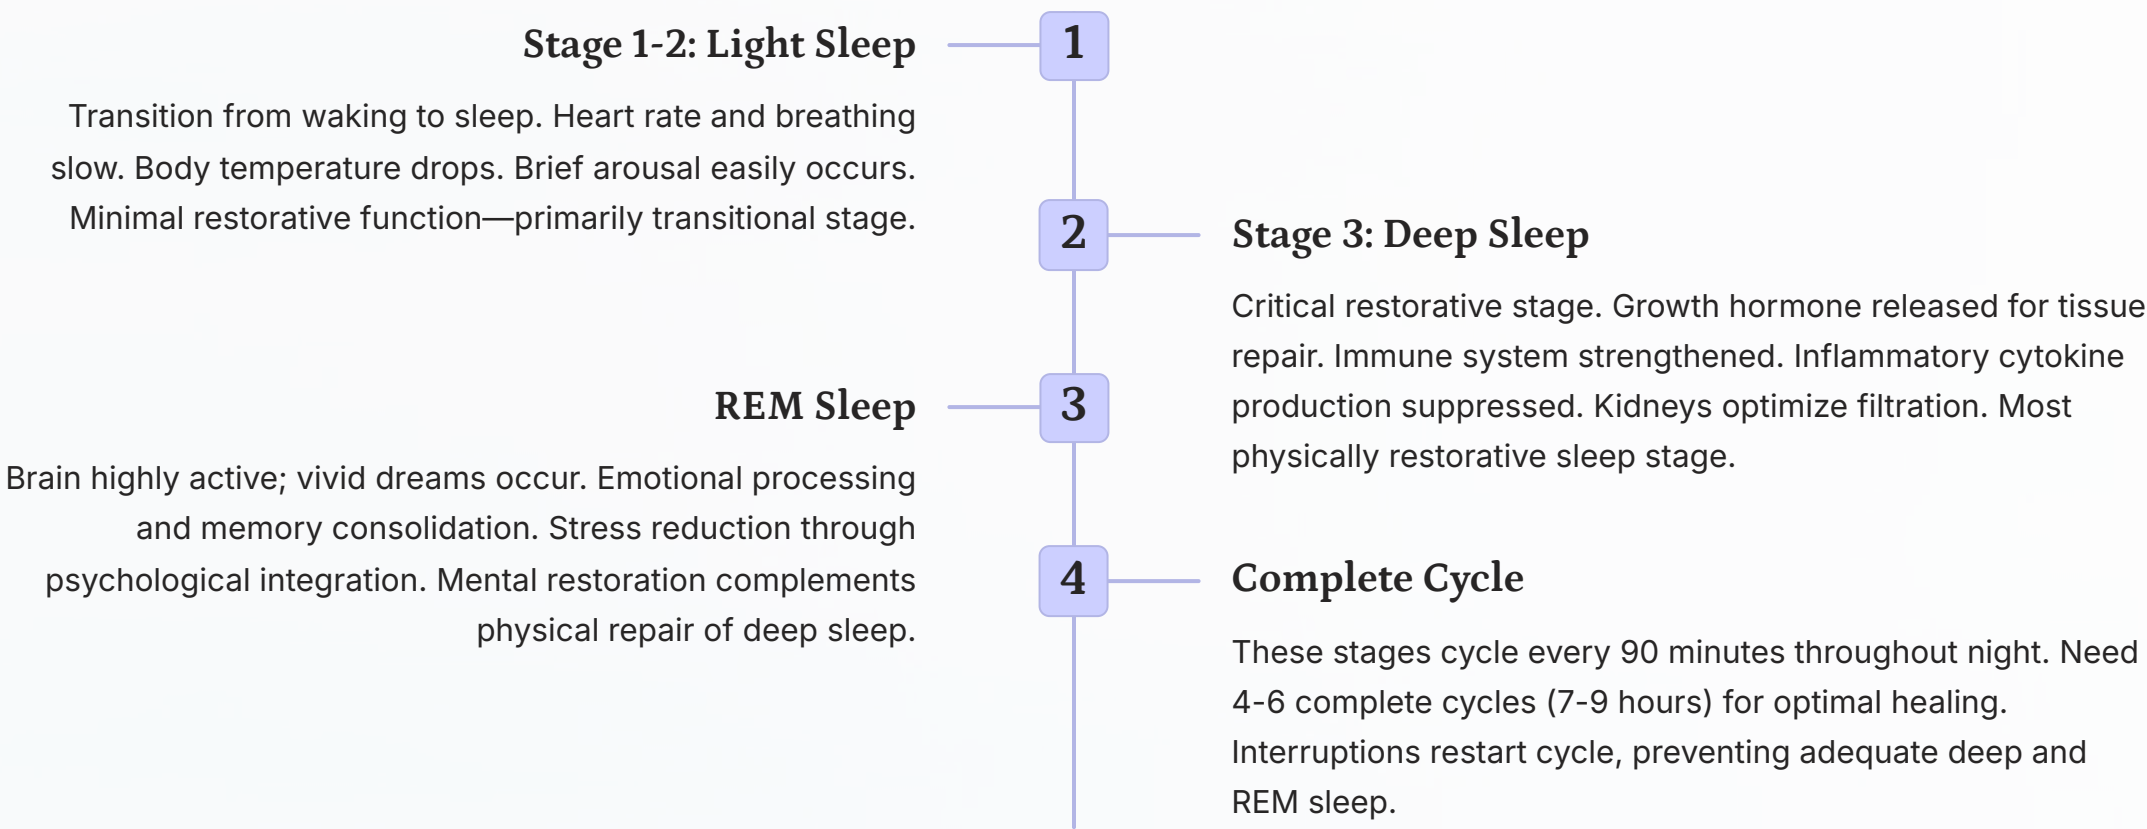 1
Stage 1-2: Light Sleep
Transition from waking to sleep. Heart rate and breathing
slow. Body temperature drops. Brief arousal easily occurs.
Minimal restorative function—primarily transitional stage.
2
Stage 3: Deep Sleep
Critical restorative stage. Growth hormone released for tissue
repair. Immune system strengthened. Inflammatory cytokine
production suppressed. Kidneys optimize filtration. Most
physically restorative sleep stage.
3
REM Sleep
Brain highly active; vivid dreams occur. Emotional processing
and memory consolidation. Stress reduction through
psychological integration. Mental restoration complements
physical repair of deep sleep.
4
Complete Cycle
These stages cycle every 90 minutes throughout night. Need
4-6 complete cycles (7-9 hours) for optimal healing.
Interruptions restart cycle, preventing adequate deep and
REM sleep.